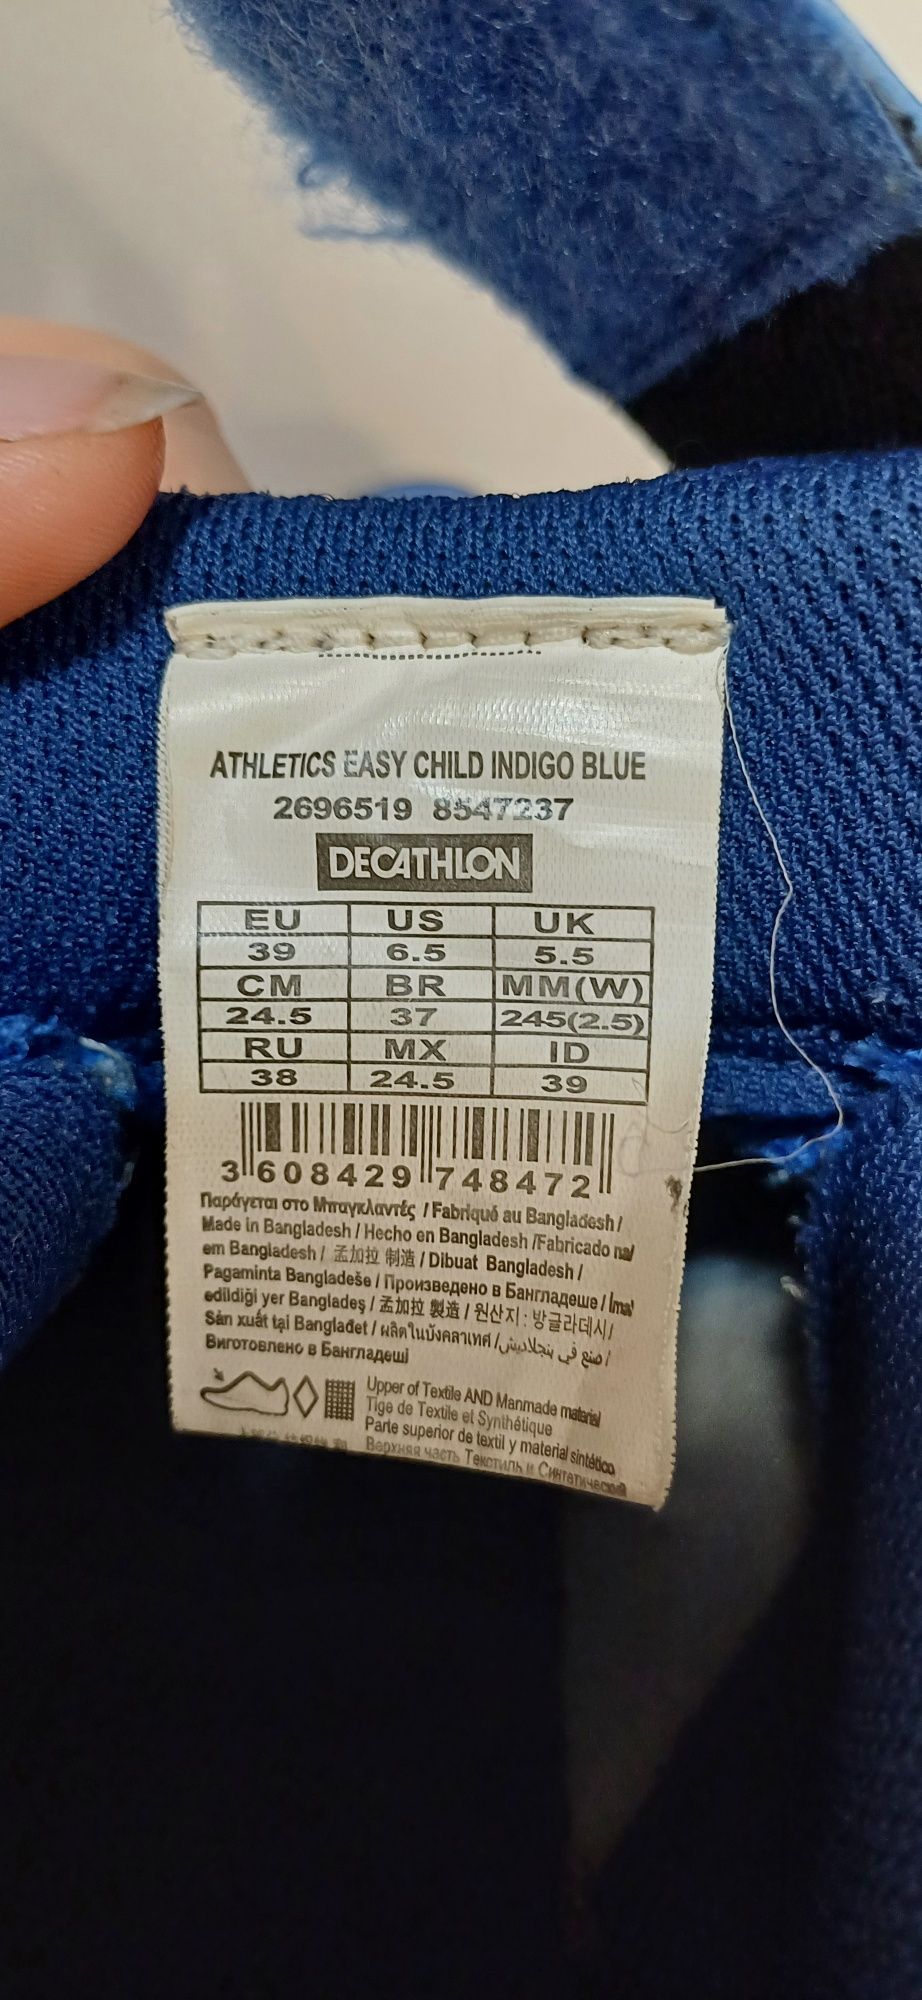 ATHLETICS EASY CHILD INDIGO BLUE
2696519 8547237
DECATHLON
EU US UK
39 6.5 5.5
CM BR MM(W)
24.5 37 245(2.5)
RU MX ID
38 24.5 39
3 608429 748472
Παράγεται στο Μπαγκλαντές / Fabriqué au Bangladesh /
Made in Bangladesh / Hecho en Bangladesh /Fabricado na/
em Bangladesh / 孟加拉 制造 / Dibuat Bangladesh /
Pagaminta Bangladeše / Произведено в Бангладеше / İmal
edildiği yer Bangladeş / 孟加拉 製造 / 원산지 : 방글라데시 /
Sản xuất tại Banglađet / ผลิตในบังคลาเทศ / صنع في بنجلاديش /
Виготовлено в Бангладеші
Upper of Textile AND Manmade material
Tige de Textile et Synthétique
Parte superior de textil y material sintético
Верхняя часть Текстиль и Синтетический